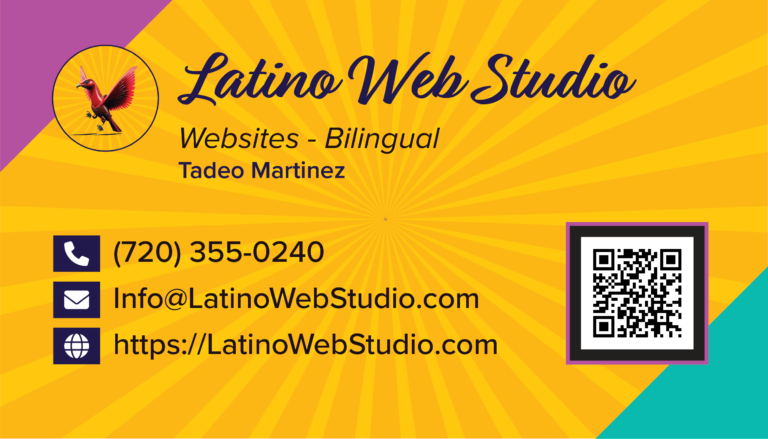 Latino Web Studio
Websites - Bilingual
Tadeo Martinez
(720) 355-0240
Info@LatinoWebStudio.com
https://LatinoWebStudio.com